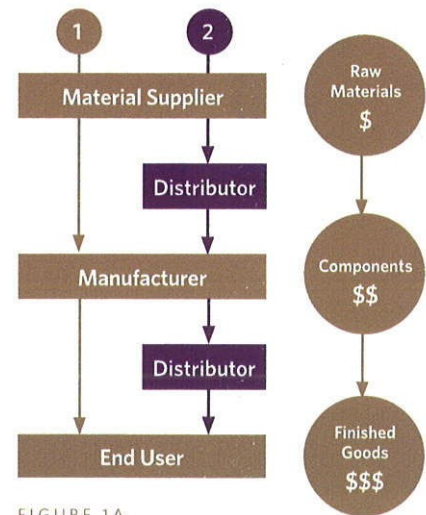 1
2
Material Supplier
Distributor
Manufacturer
Distributor
End User
Raw
Materials
$
Components
$$
Finished
Goods
$$$
FIGURE 1A